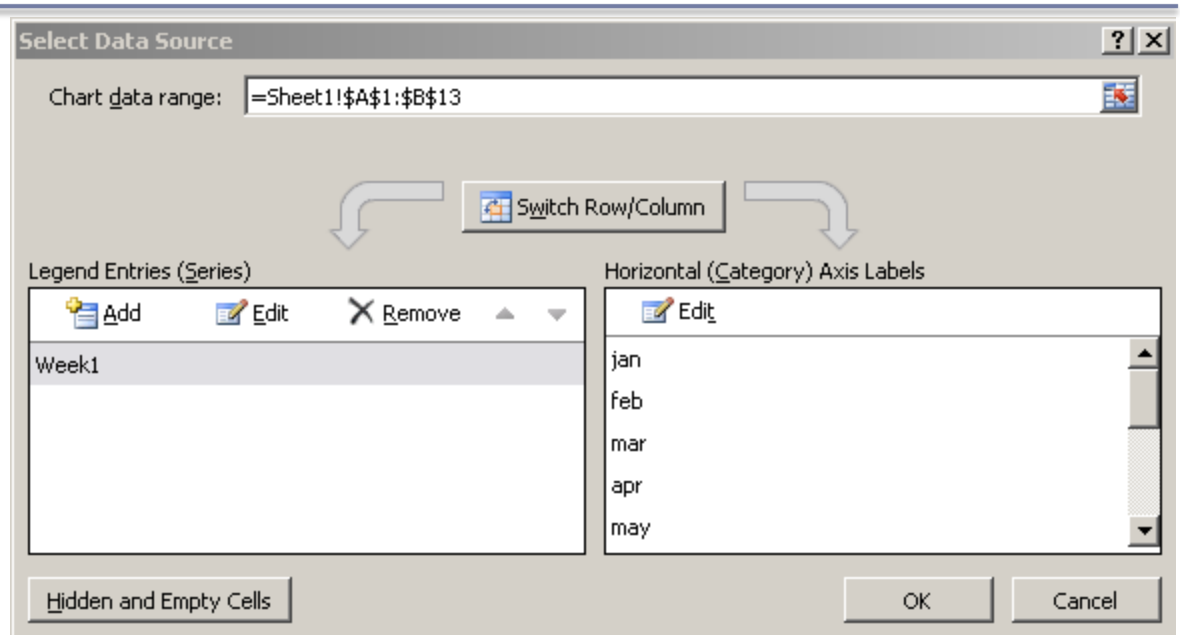 Select Data Source
Chart data range: =Sheet1!$A$1:$B$13
Switch Row/Column
Legend Entries (Series)
Add Edit Remove
Week1
Horizontal (Category) Axis Labels
Edit
jan
feb
mar
apr
may
Hidden and Empty Cells
OK Cancel